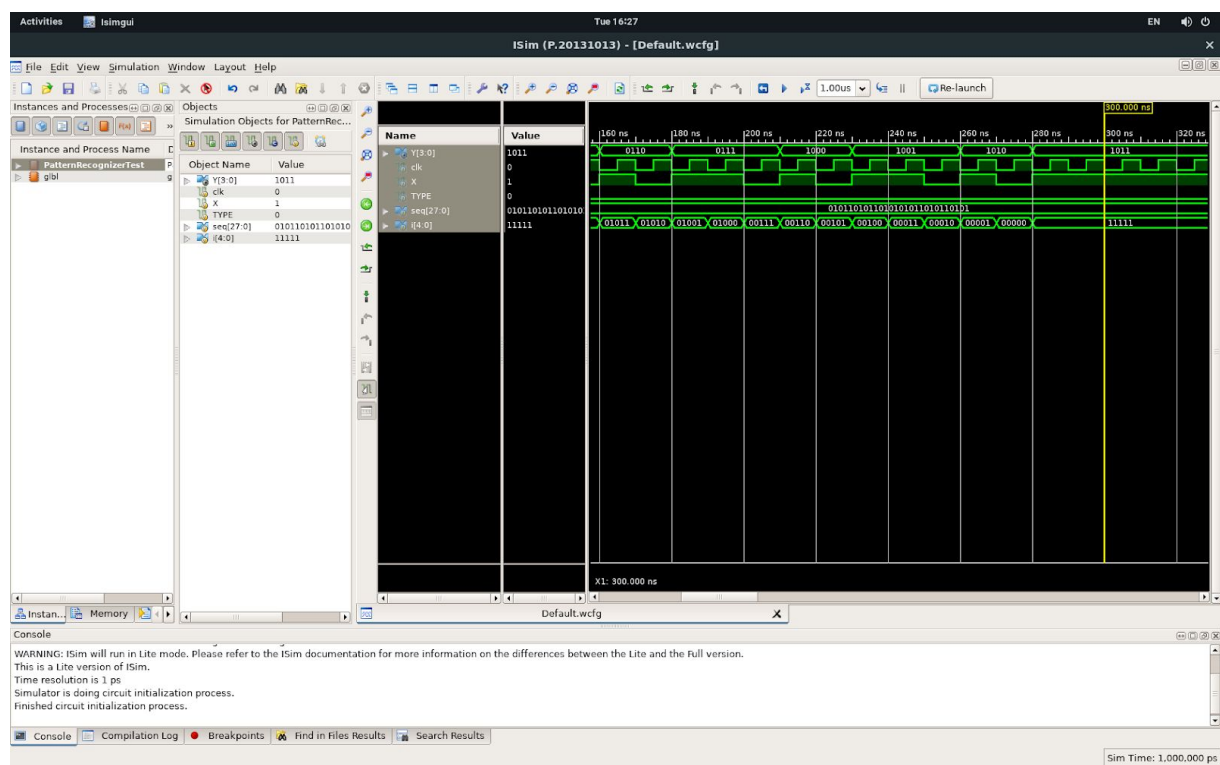 Activities Isimgui Tue 16:27 EN
ISim (P.20131013) - [Default.wcfg]
File Edit View Simulation Window Layout Help
1.00us Re-launch
Instances and Processes
Instance and Process Name D
PatternRecognizerTest P
glbl g
Objects
Simulation Objects for PatternRec...
Object Name Value
Y[3:0] 1011
clk 0
X 1
TYPE 0
seq[27:0] 010110101101010
i[4:0] 11111
Name Value
Y[3:0] 1011
clk 0
X 1
TYPE 0
seq[27:0] 010110101101010
i[4:0] 11111
300.000 ns
160 ns 180 ns 200 ns 220 ns 240 ns 260 ns 280 ns 300 ns 320 ns
0110 0111 1000 1001 1010 1011
0101101011010101011010110101
01011 01010 01001 01000 00111 00110 00101 00100 00011 00010 00001 00000 11111
X1: 300.000 ns
Instan... Memory
Default.wcfg
Console
WARNING: ISim will run in Lite mode. Please refer to the ISim documentation for more information on the differences between the Lite and the Full version.
This is a Lite version of ISim.
Time resolution is 1 ps
Simulator is doing circuit initialization process.
Finished circuit initialization process.
Console Compilation Log Breakpoints Find in Files Results Search Results
Sim Time: 1,000,000 ps